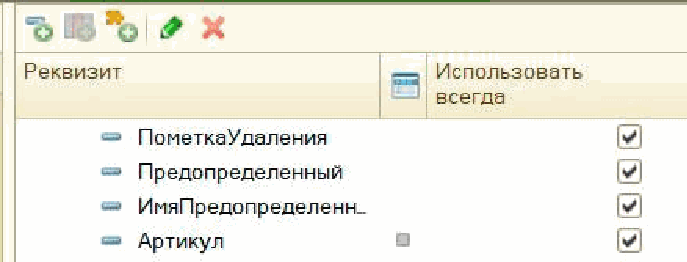 Реквизит
Использовать
всегда
ПометкаУдаления
Предопределенный
ИмяПредопределенн...
Артикул